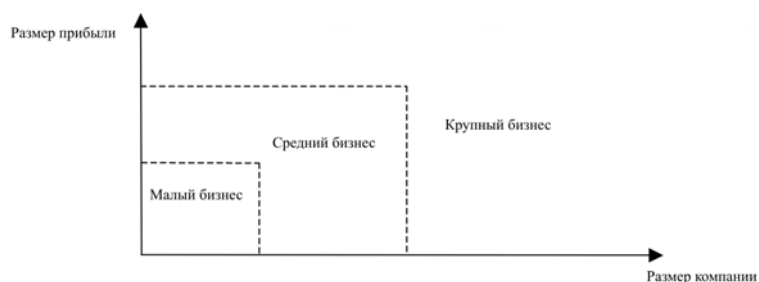 Размер прибыли
Крупный бизнес
Средний бизнес
Малый бизнес
Размер компании